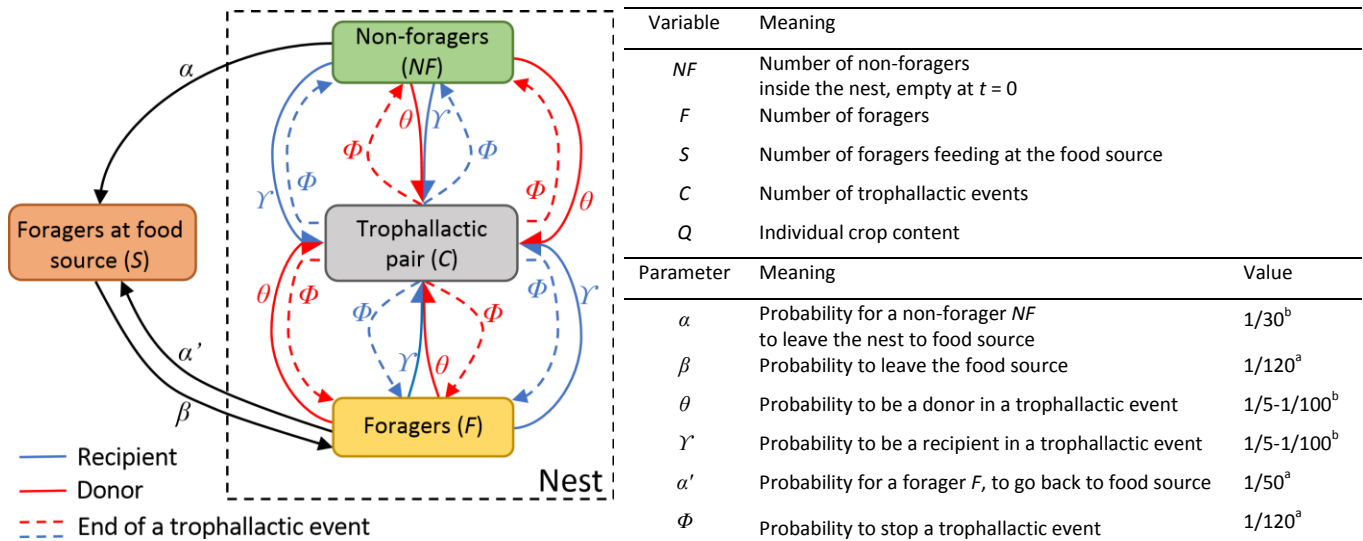 Non-foragers
(NF)
α
θ
ϒ
Φ
Φ
Φ
Φ
ϒ
θ
Foragers at food
source (S)
Trophallactic
pair (C)
θ
Φ
Φ
Φ
Φ
ϒ
α'
ϒ
θ
β
Foragers (F)
Recipient
Donor
End of a trophallactic event
Nest
Variable Meaning
NF Number of non-foragers
inside the nest, empty at t = 0
F Number of foragers
S Number of foragers feeding at the food source
C Number of trophallactic events
Q Individual crop content
Parameter Meaning Value
α Probability for a non-forager NF
to leave the nest to food source 1/30ᵇ
β Probability to leave the food source 1/120ᵃ
θ Probability to be a donor in a trophallactic event 1/5-1/100ᵇ
ϒ Probability to be a recipient in a trophallactic event 1/5-1/100ᵇ
α' Probability for a forager F, to go back to food source 1/50ᵃ
Φ Probability to stop a trophallactic event 1/120ᵃ